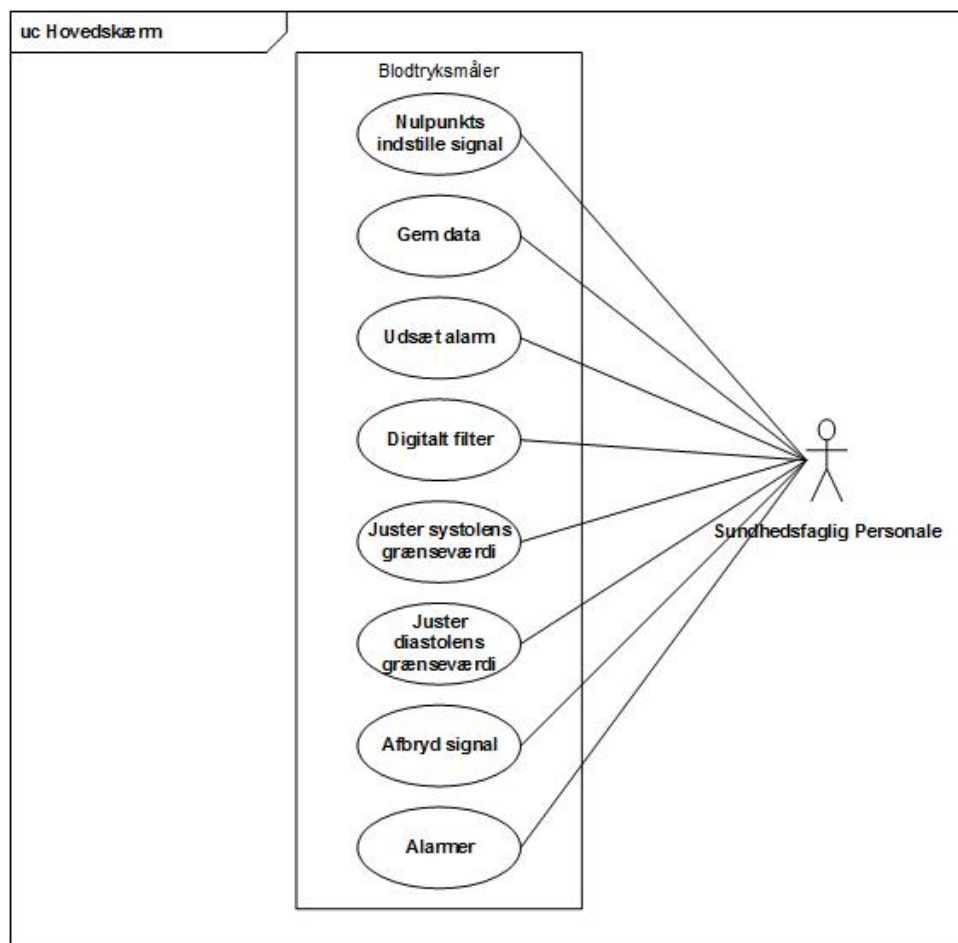 uc Hovedskærm
Blodtryksmåler
Nulpunkts
indstille signal
Gem data
Udsæt alarm
Digitalt filter
Juster systolens
grænseværdi
Juster
diastolens
grænseværdi
Afbryd signal
Alarmer
Sundhedsfaglig Personale